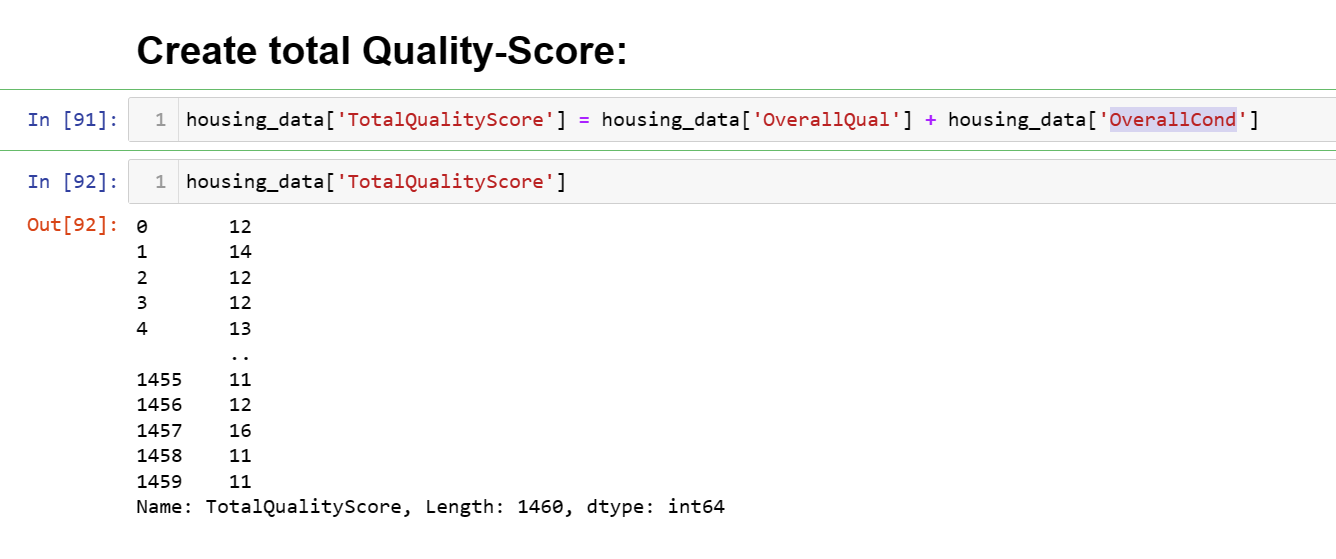 Create total Quality-Score:
In [91]: 1 housing_data['TotalQualityScore'] = housing_data['OverallQual'] + housing_data['OverallCond']
In [92]: 1 housing_data['TotalQualityScore']
Out[92]: 0 12
1 14
2 12
3 12
4 13
..
1455 11
1456 12
1457 16
1458 11
1459 11
Name: TotalQualityScore, Length: 1460, dtype: int64